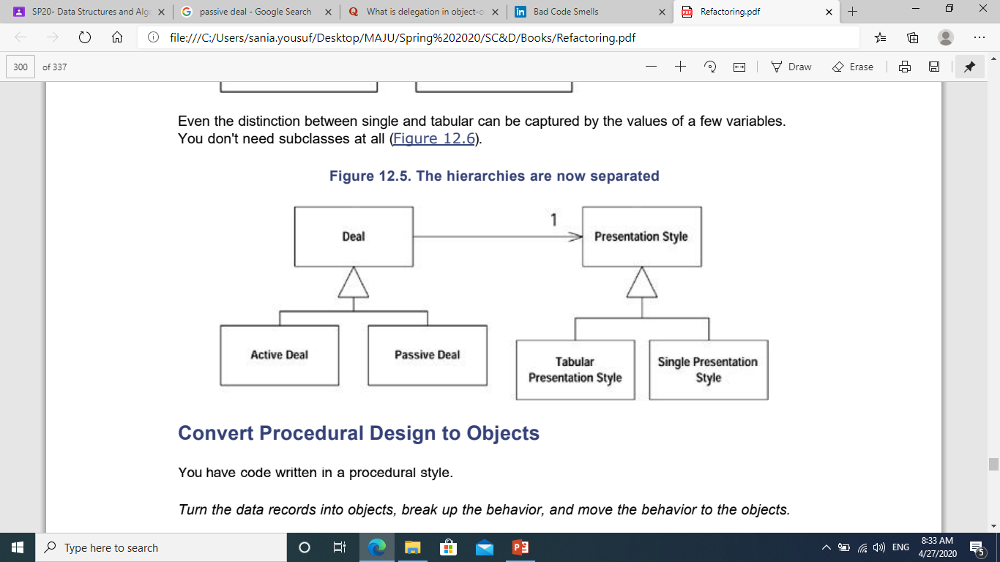 SP20- Data Structures and Alg
passive deal - Google Search
What is delegation in object-o
Bad Code Smells
Refactoring.pdf
file:///C:/Users/sania.yousuf/Desktop/MAJU/Spring%202020/SC&D/Books/Refactoring.pdf
300 of 337
Draw
Erase
Even the distinction between single and tabular can be captured by the values of a few variables.
You don't need subclasses at all (Figure 12.6).
Figure 12.5. The hierarchies are now separated
1
Deal
Presentation Style
Active Deal
Passive Deal
Tabular
Presentation Style
Single Presentation
Style
Convert Procedural Design to Objects
You have code written in a procedural style.
Turn the data records into objects, break up the behavior, and move the behavior to the objects.
Type here to search
ENG
8:33 AM
4/27/2020
5